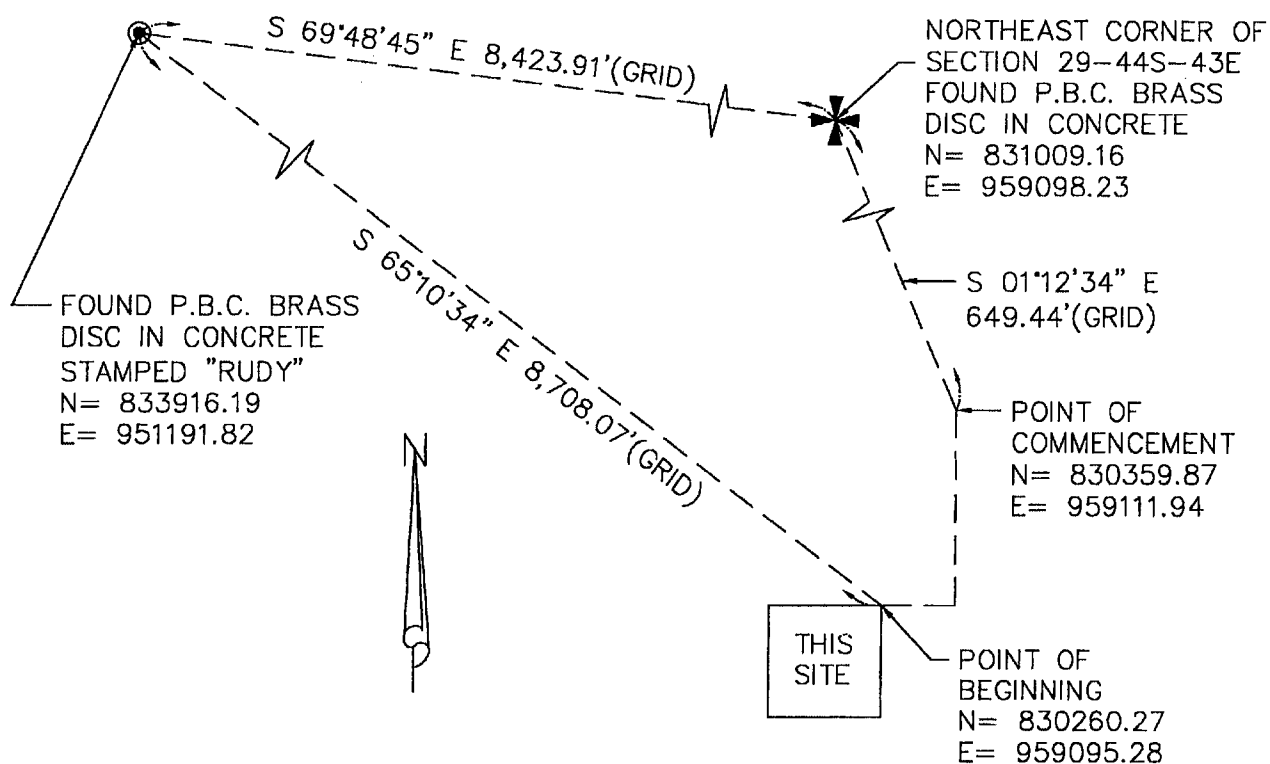 S 69°48'45" E 8,423.91'(GRID)
NORTHEAST CORNER OF
SECTION 29-44S-43E
FOUND P.B.C. BRASS
DISC IN CONCRETE
N= 831009.16
E= 959098.23
S 65°10'34" E 8,708.07'(GRID)
S 01°12'34" E
649.44'(GRID)
FOUND P.B.C. BRASS
DISC IN CONCRETE
STAMPED "RUDY"
N= 833916.19
E= 951191.82
N
POINT OF
COMMENCEMENT
N= 830359.87
E= 959111.94
THIS
SITE
POINT OF
BEGINNING
N= 830260.27
E= 959095.28